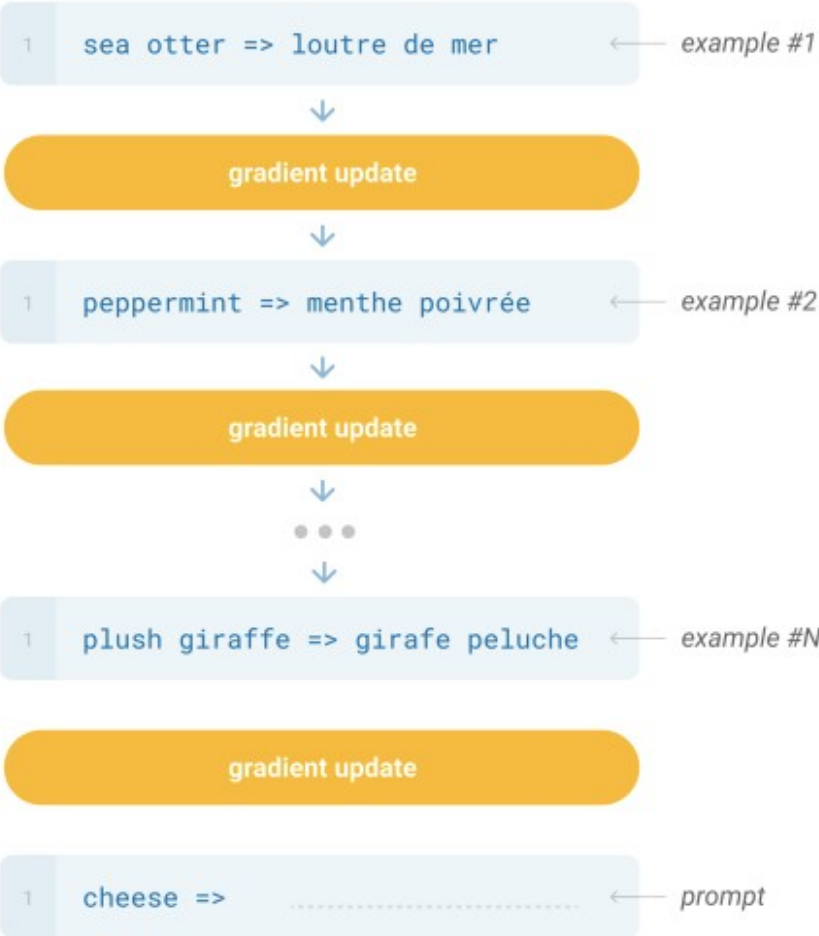 1 sea otter => loutre de mer example #1
gradient update
1 peppermint => menthe poivrée example #2
gradient update
1 plush giraffe => girafe peluche example #N
gradient update
1 cheese => prompt